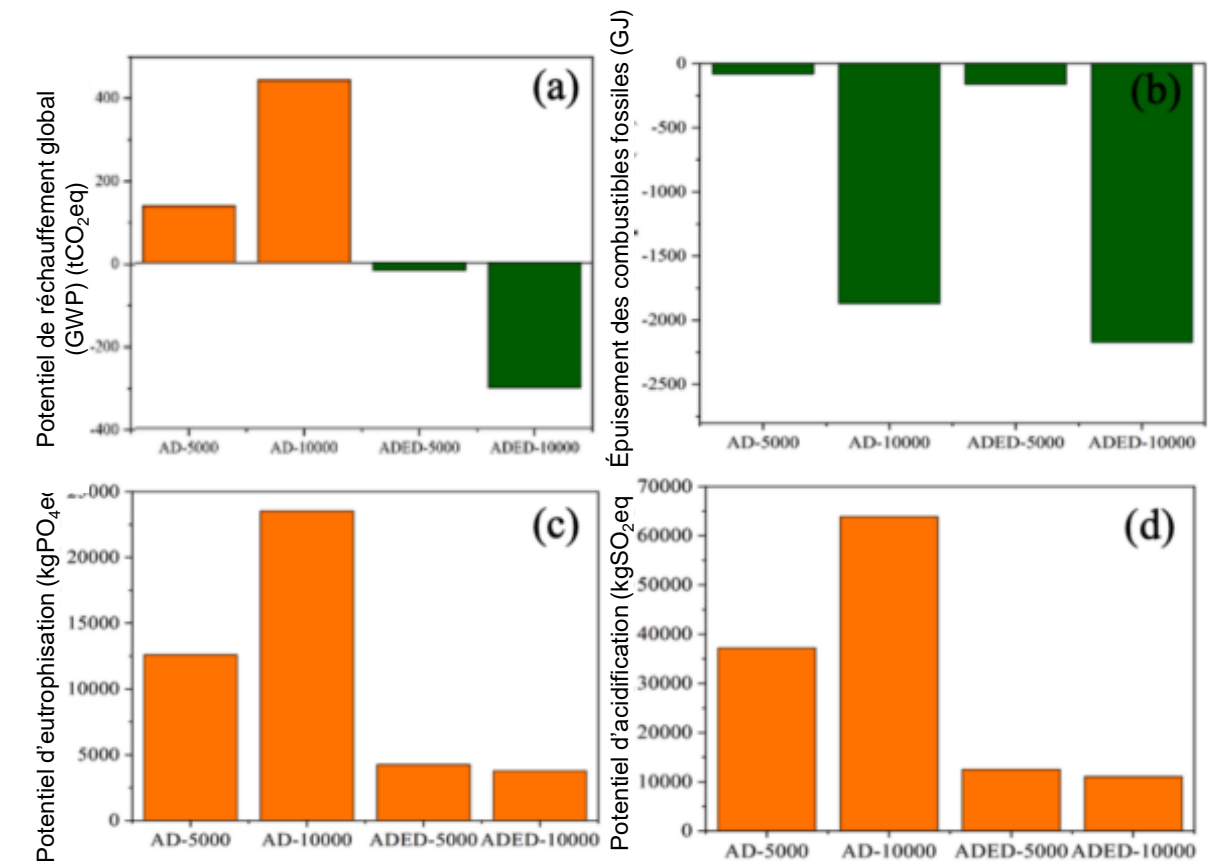 Potentiel de réchauffement global
(GWP) (tCO₂eq)
400
200
0
-200
-400
(a)
AD-5000 AD-10000 ADED-5000 ADED-10000
Épuisement des combustibles fossiles (GJ)
0
-500
-1000
-1500
-2000
-2500
(b)
AD-5000 AD-10000 ADED-5000 ADED-10000
Potentiel d'eutrophisation (kgPO₄e
20000
15000
10000
5000
0
(c)
AD-5000 AD-10000 ADED-5000 ADED-10000
Potentiel d'acidification (kgSO₂eq
70000
60000
50000
40000
30000
20000
10000
0
(d)
AD-5000 AD-10000 ADED-5000 ADED-10000